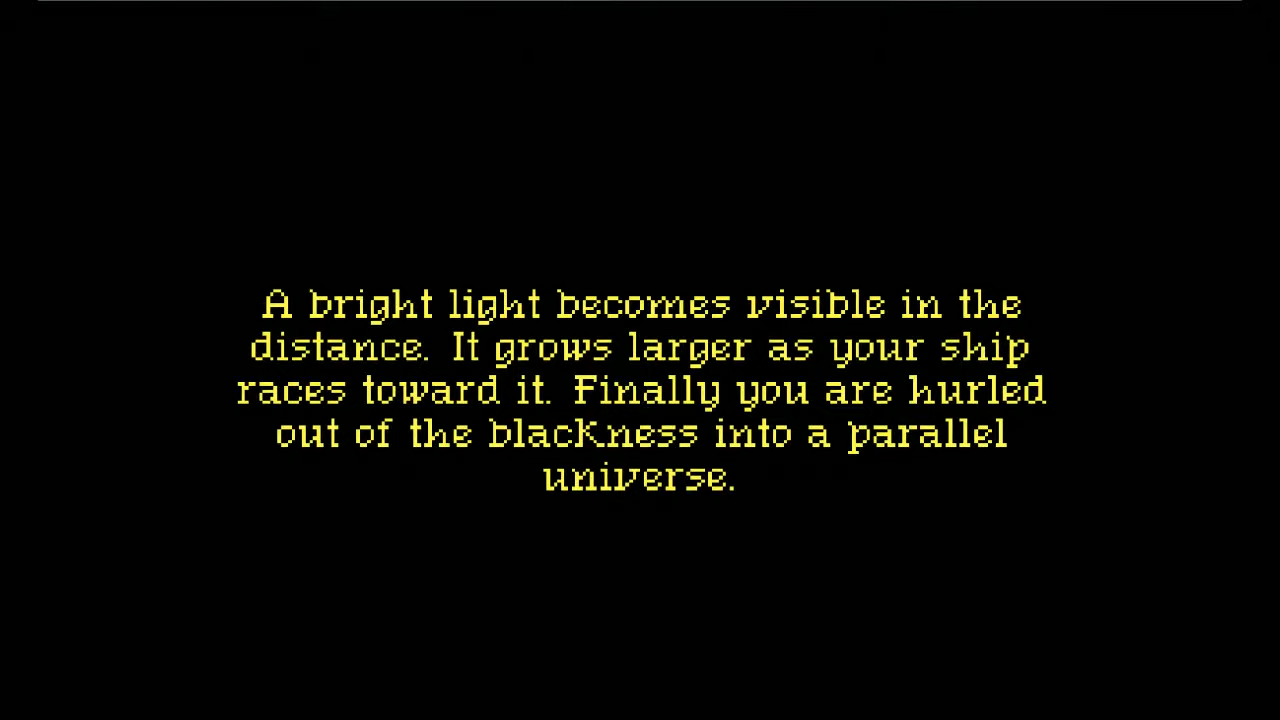 A bright light becomes visible in the
distance. It grows larger as your ship
races toward it. Finally you are hurled
out of the blackness into a parallel
universe.